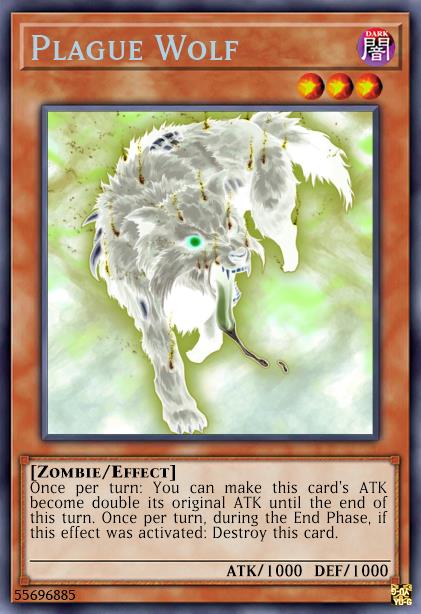 Plague Wolf
DARK
闇
[Zombie/Effect]
Once per turn: You can make this card's ATK
become double its original ATK until the end of
this turn. Once per turn, during the End Phase, if
this effect was activated: Destroy this card.
ATK/1000 DEF/1000
55696885